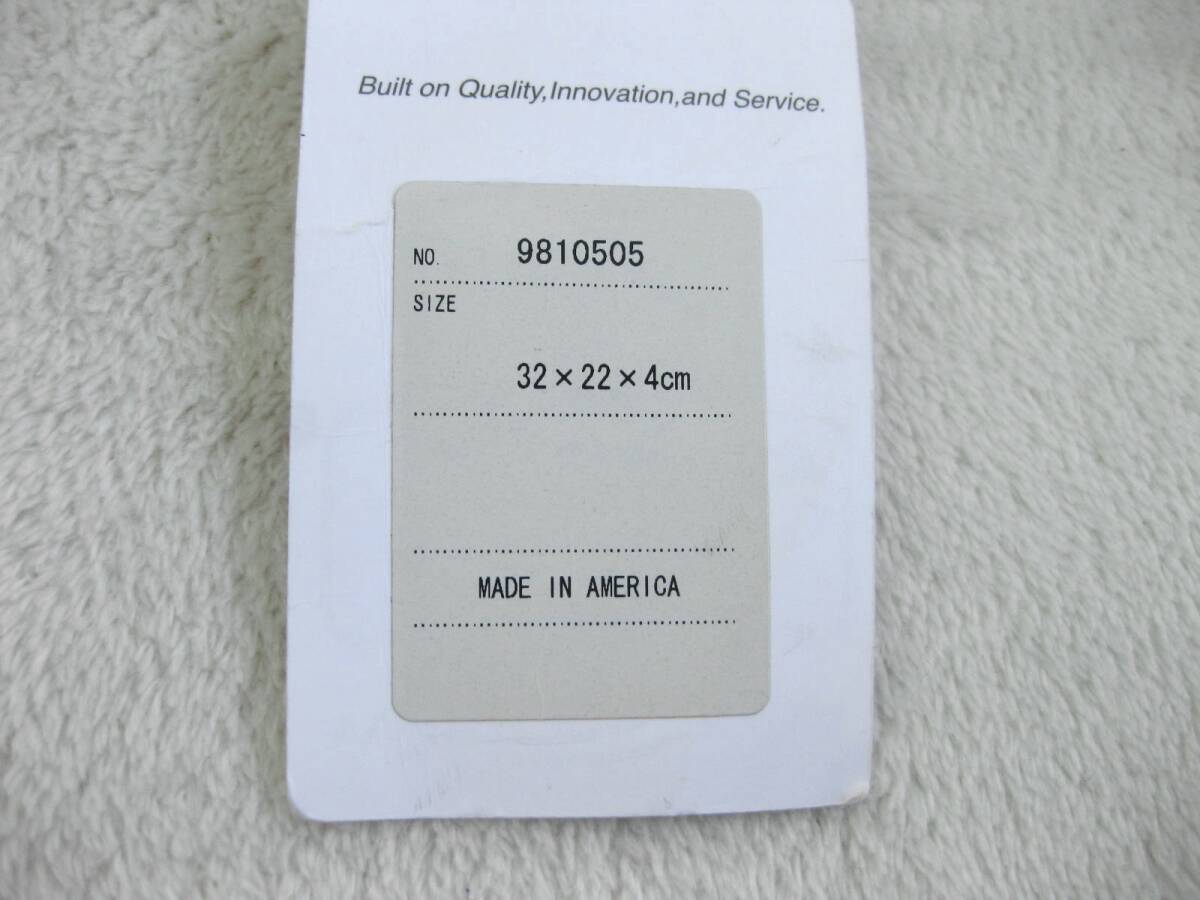 Built on Quality,Innovation,and Service.
NO. 9810505
SIZE
32×22×4cm
MADE IN AMERICA